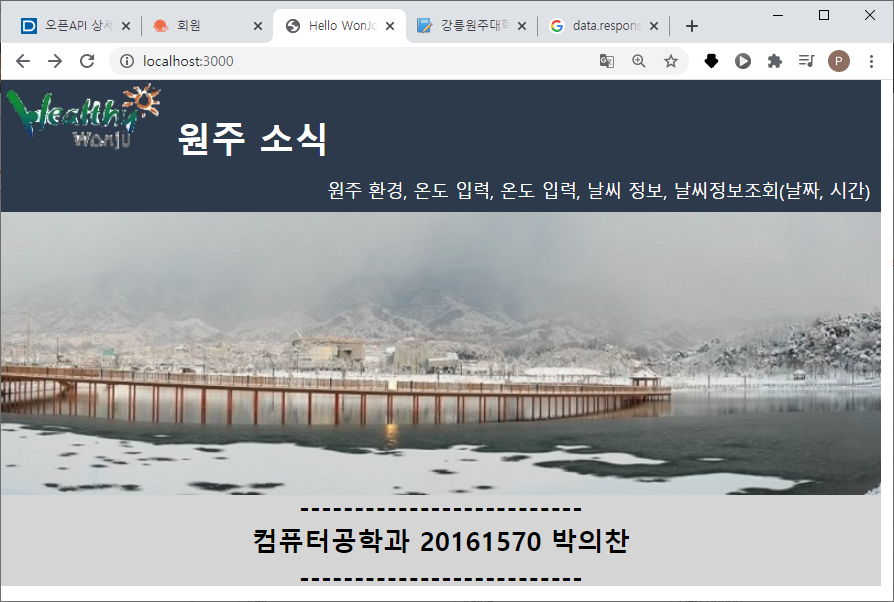 오픈API 상세
회원
Hello WonJu
강릉원주대학
data.respons
localhost:3000
P
Healthy
Wonju
원주 소식
원주 환경, 온도 입력, 온도 입력, 날씨 정보, 날씨정보조회(날짜, 시간)
--------------------------
컴퓨터공학과 20161570 박의찬
--------------------------